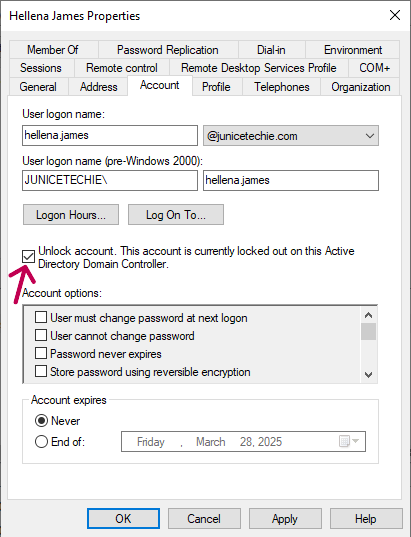 Hellena James Properties
Member Of Password Replication Dial-in Environment
Sessions Remote control Remote Desktop Services Profile COM+
General Address Account Profile Telephones Organization
User logon name:
hellena.james @junicetechie.com
User logon name (pre-Windows 2000):
JUNICETECHIE\ hellena.james
Logon Hours... Log On To...
Unlock account. This account is currently locked out on this Active
Directory Domain Controller.
Account options:
User must change password at next logon
User cannot change password
Password never expires
Store password using reversible encryption
Account expires
Never
End of: Friday , March 28, 2025
OK Cancel Apply Help